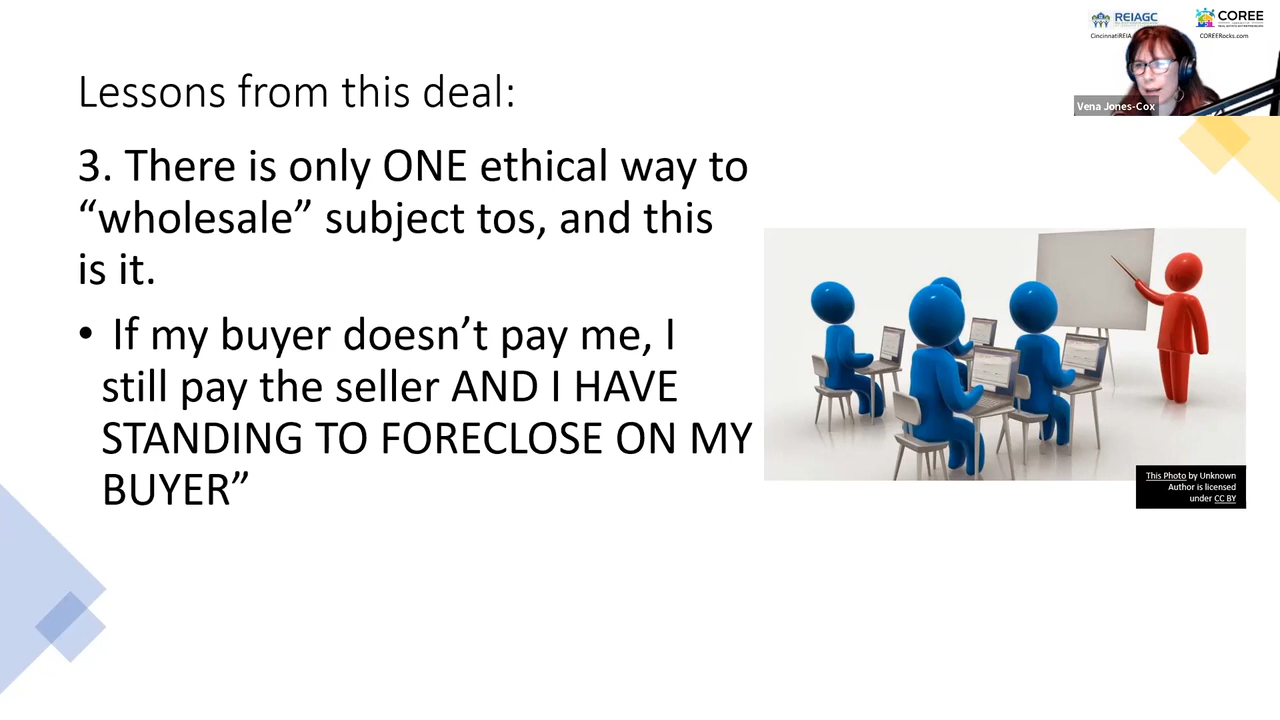 REIAGC
COREE
CincinnatiREIA
COREERocks.com
Vena Jones-Cox
Lessons from this deal:
3. There is only ONE ethical way to
“wholesale” subject tos, and this
is it.
• If my buyer doesn’t pay me, I
still pay the seller AND I HAVE
STANDING TO FORECLOSE ON MY
BUYER”
This Photo by Unknown
Author is licensed
under CC BY